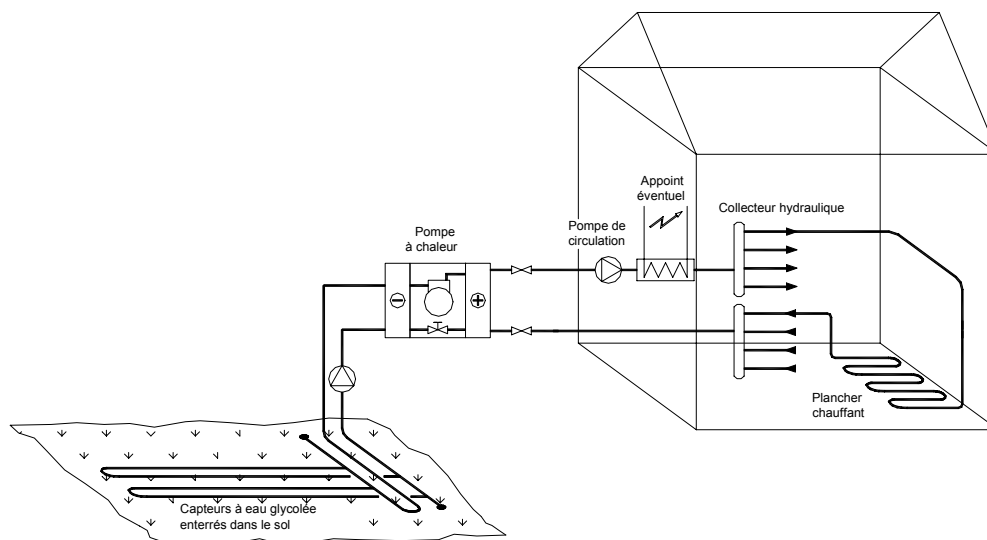 Appoint
éventuel
Collecteur hydraulique
Pompe de
circulation
Pompe
à chaleur
Plancher
chauffant
Capteurs à eau glycolée
enterrés dans le sol